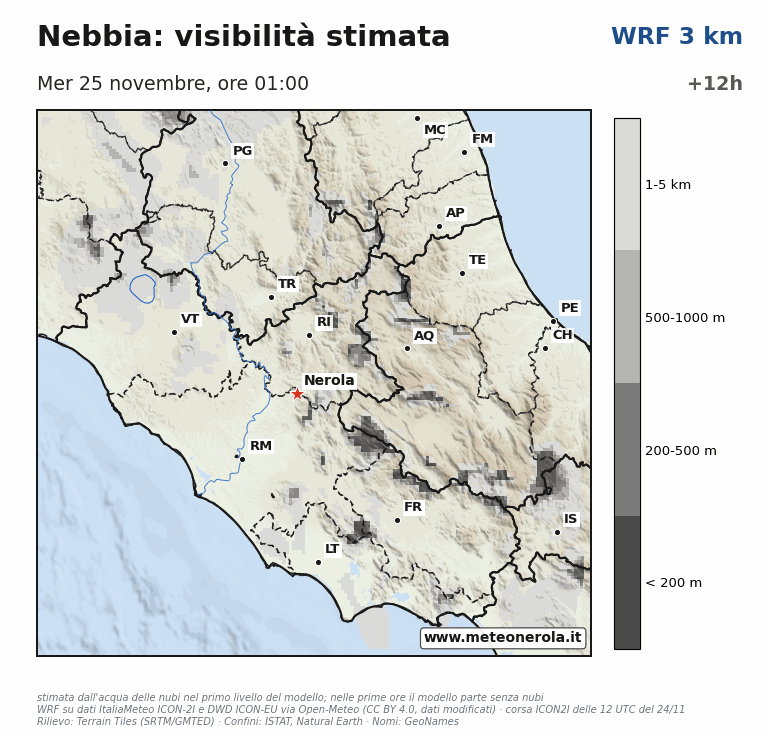 Nebbia: visibilità stimata
WRF 3 km
Mer 25 novembre, ore 01:00
+12h
MC
FM
PG
AP
TE
TR
PE
VT
RI
AQ
CH
Nerola
RM
FR
IS
LT
www.meteonerola.it
1-5 km
500-1000 m
200-500 m
< 200 m
stimata dall'acqua delle nubi nel primo livello del modello; nelle prime ore il modello parte senza nubi
WRF su dati ItaliaMeteo ICON-2I e DWD ICON-EU via Open-Meteo (CC BY 4.0, dati modificati) · corsa ICON2I delle 12 UTC del 24/11
Rilievo: Terrain Tiles (SRTM/GMTED) · Confini: ISTAT, Natural Earth · Nomi: GeoNames